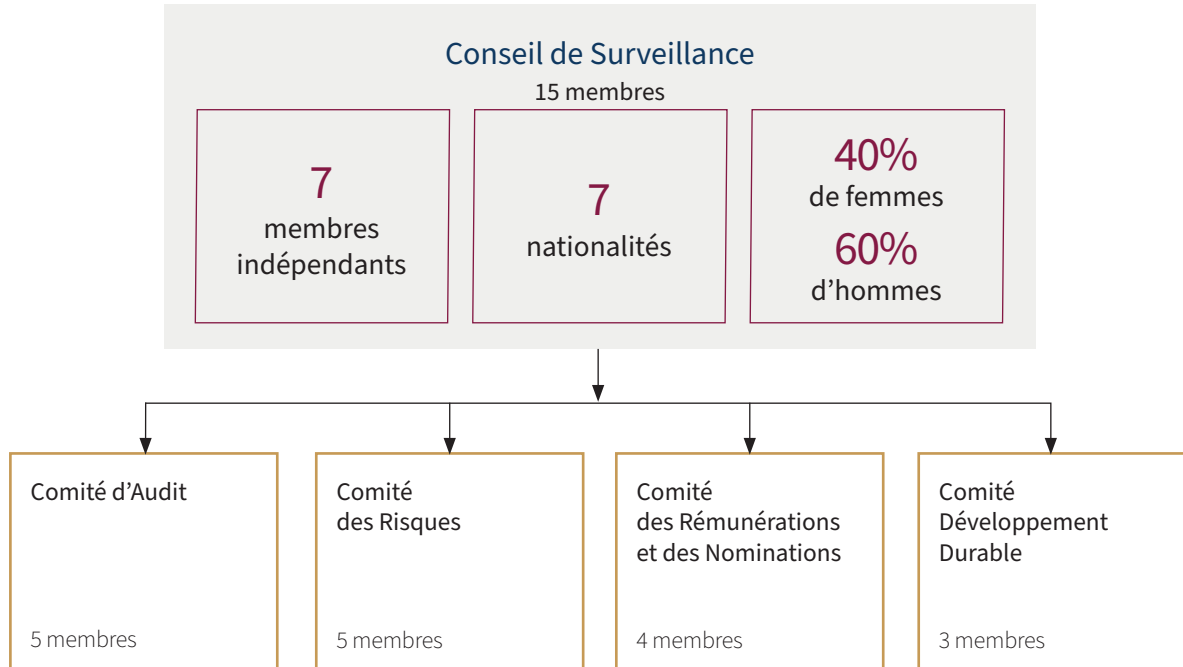 Conseil de Surveillance
15 membres
7
membres
indépendants
7
nationalités
40%
de femmes
60%
d’hommes
Comité d’Audit
5 membres
Comité
des Risques
5 membres
Comité
des Rémunérations
et des Nominations
4 membres
Comité
Développement
Durable
3 membres